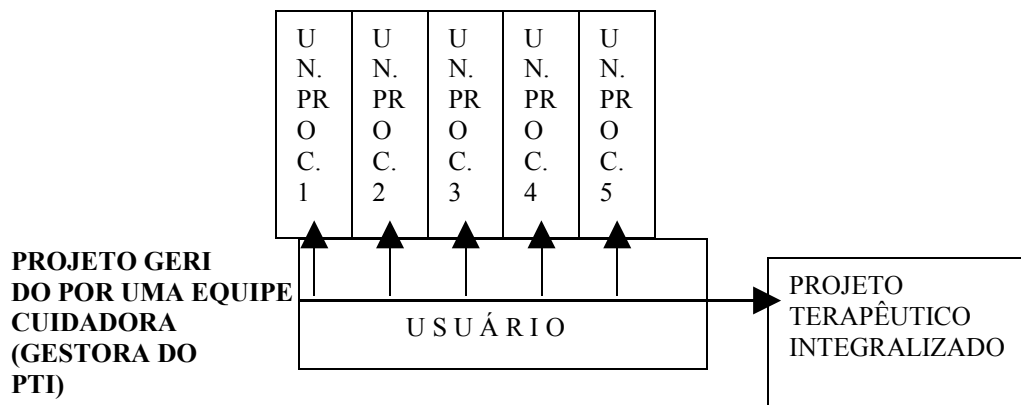 U
N.
PR
O
C.
1
U
N.
PR
O
C.
2
U
N.
PR
O
C.
3
U
N.
PR
O
C.
4
U
N.
PR
O
C.
5
PROJETO GERI
DO POR UMA EQUIPE
CUIDADORA
(GESTORA DO
PTI)
U S U Á R I O
PROJETO
TERAPÊUTICO
INTEGRALIZADO